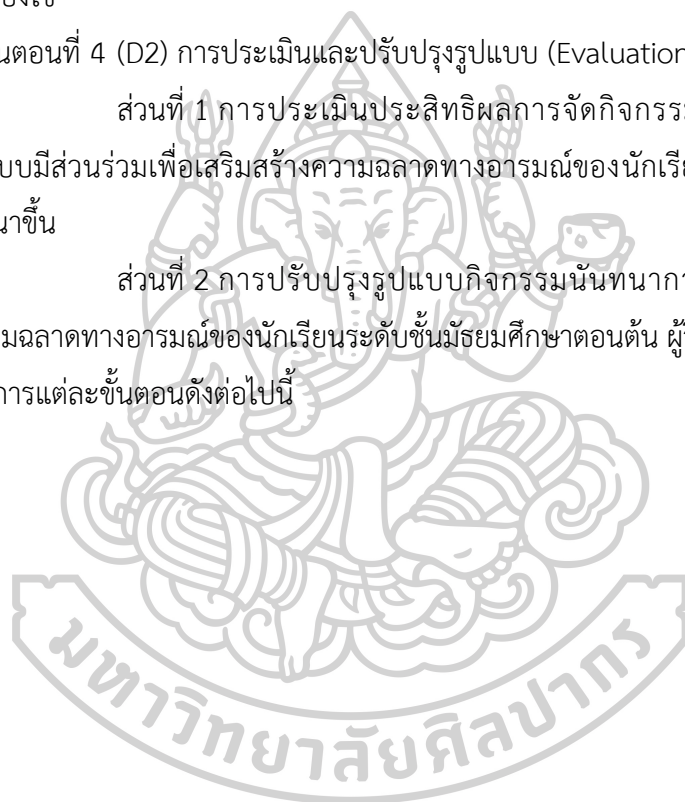 นตอนที่ 4 (D2) การประเมินและปรับปรุงรูปแบบ (Evaluation
ส่วนที่ 1 การประเมินประสิทธิผลการจัดกิจกรรม
บบมีส่วนร่วมเพื่อเสริมสร้างความฉลาดทางอารมณ์ของนักเรีย
นาขึ้น
ส่วนที่ 2 การปรับปรุงรูปแบบกิจกรรมนันทนากา
มฉลาดทางอารมณ์ของนักเรียนระดับชั้นมัธยมศึกษาตอนต้น ผู้วิ
การแต่ละขั้นตอนดังต่อไปนี้
มหาวิทยาลัยศิลปากร